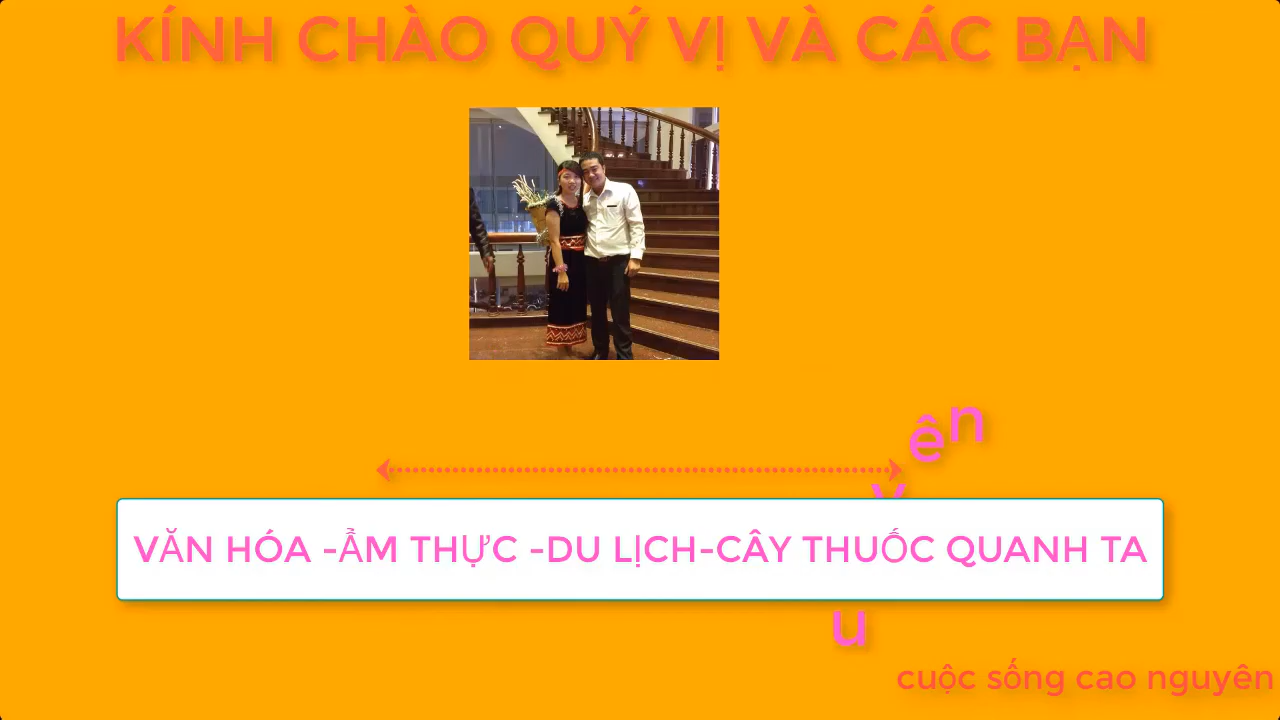 KÍNH CHÀO QUÝ VỊ VÀ CÁC BẠN
ên
y
VĂN HÓA -ẨM THỰC -DU LỊCH-CÂY THUỐC QUANH TA
u
cuộc sống cao nguyên